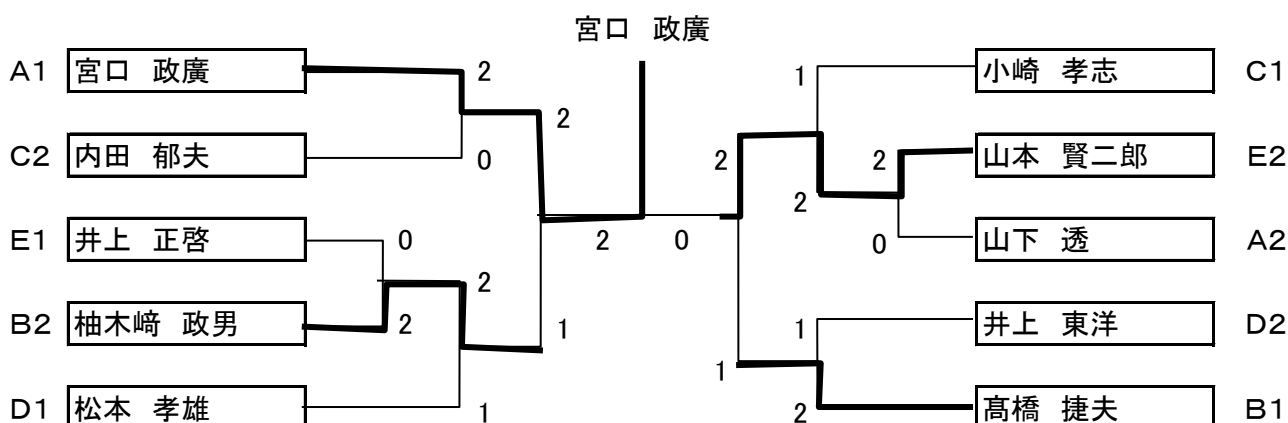 宮口 政廣
A1 宮口 政廣 2 1 小崎 孝志 C1
2
C2 内田 郁夫 0 2 2 山本 賢二郎 E2
2
E1 井上 正啓 0 2 0 0 山下 透 A2
2
B2 柚木﨑 政男 2 1 1 井上 東洋 D2
1
D1 松本 孝雄 1 2 髙橋 捷夫 B1